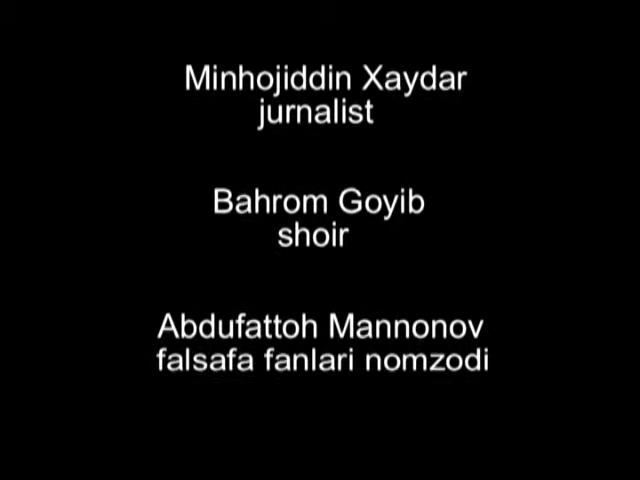 Minhojiddin Xaydar
jurnalist
Bahrom Goyib
shoir
Abdufattoh Mannonov
falsafa fanlari nomzodi